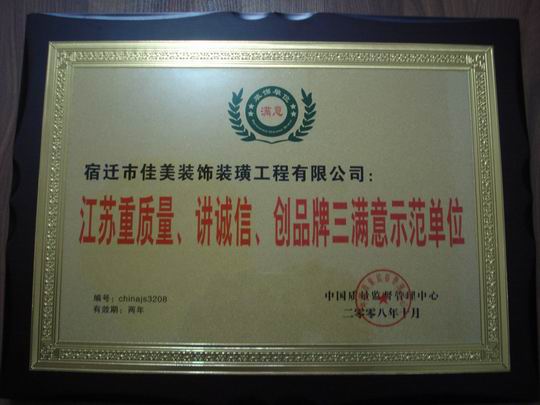 满意
宿迁市佳美装饰装璜工程有限公司：
江苏重质量、讲诚信、创品牌三满意示范单位
编号：chinajs3208
有效期：两年
中国质量监督管理中心
二零零八年十月